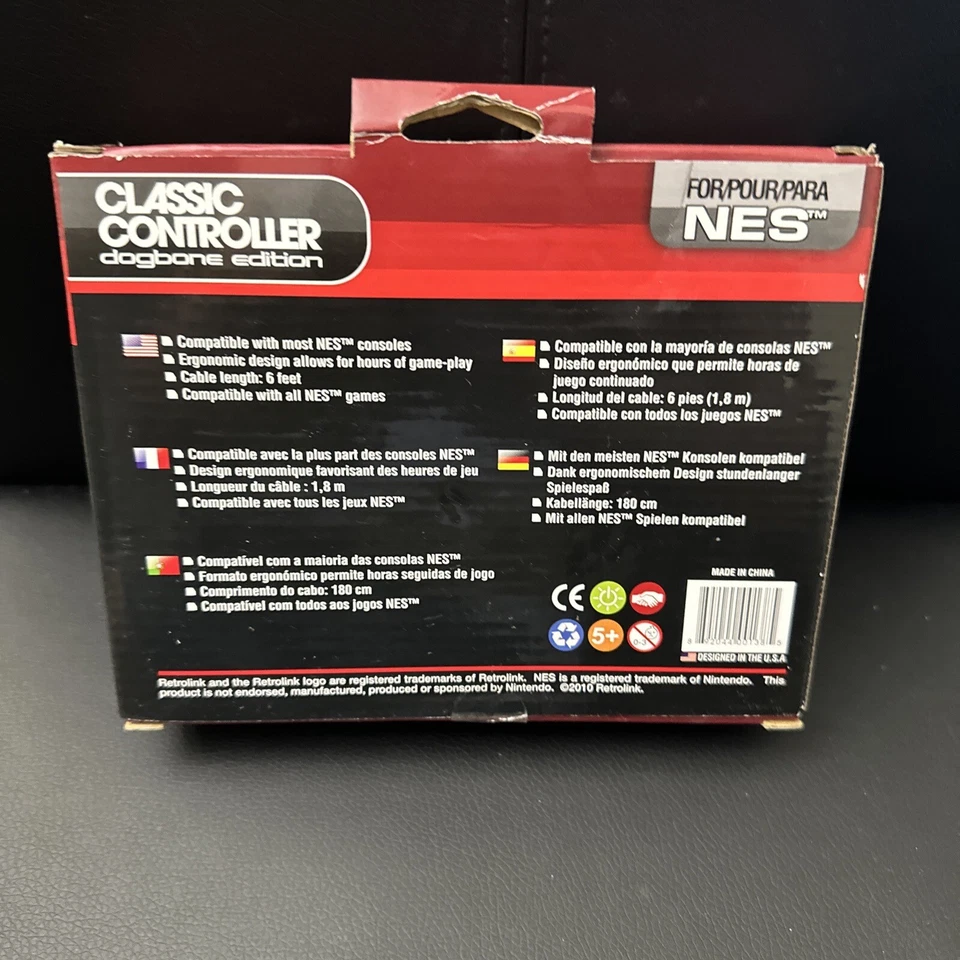 CLASSIC
CONTROLLER
dogbone edition
FOR/POUR/PARA
NES™
Compatible with most NES™ consoles
Ergonomic design allows for hours of game-play
Cable length: 6 feet
Compatible with all NES™ games
Compatible con la mayoría de consolas NES™
Diseño ergonómico que permite horas de
juego continuado
Longitud del cable: 6 pies (1,8 m)
Compatible con todos los juegos NES™
Compatible avec la plus part des consoles NES™
Design ergonomique favorisant des heures de jeu
Longueur du câble : 1,8 m
Compatible avec tous les jeux NES™
Mit den meisten NES™ Konsolen kompatibel
Dank ergonomischem Design stundenlanger
Spielespaß
Kabellänge: 180 cm
Mit allen NES™ Spielen kompatibel
Compatível com a maioria das consolas NES™
Formato ergonómico permite horas seguidas de jogo
Comprimento do cabo: 180 cm
Compatível com todos aos jogos NES™
CE
5+
0-3
MADE IN CHINA
DESIGNED IN THE U.S.A
Retrolink and the Retrolink logo are registered trademarks of Retrolink. NES is a registered trademark of Nintendo. This
product is not endorsed, manufactured, produced or sponsored by Nintendo. ©2010 Retrolink.